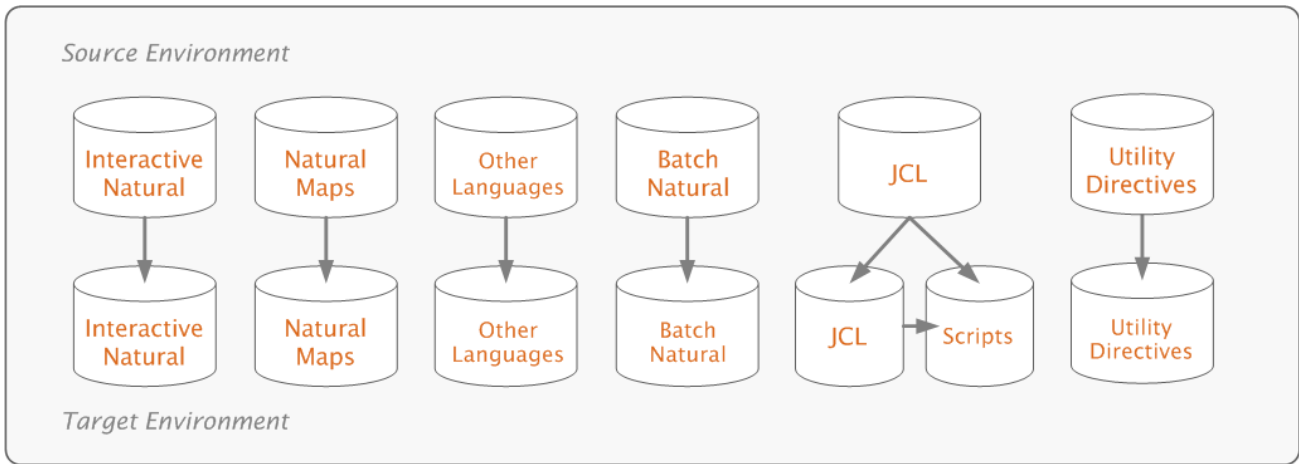 Source Environment
Interactive
Natural
Natural
Maps
Other
Languages
Batch
Natural
JCL
Utility
Directives
Interactive
Natural
Natural
Maps
Other
Languages
Batch
Natural
JCL
Scripts
Utility
Directives
Target Environment